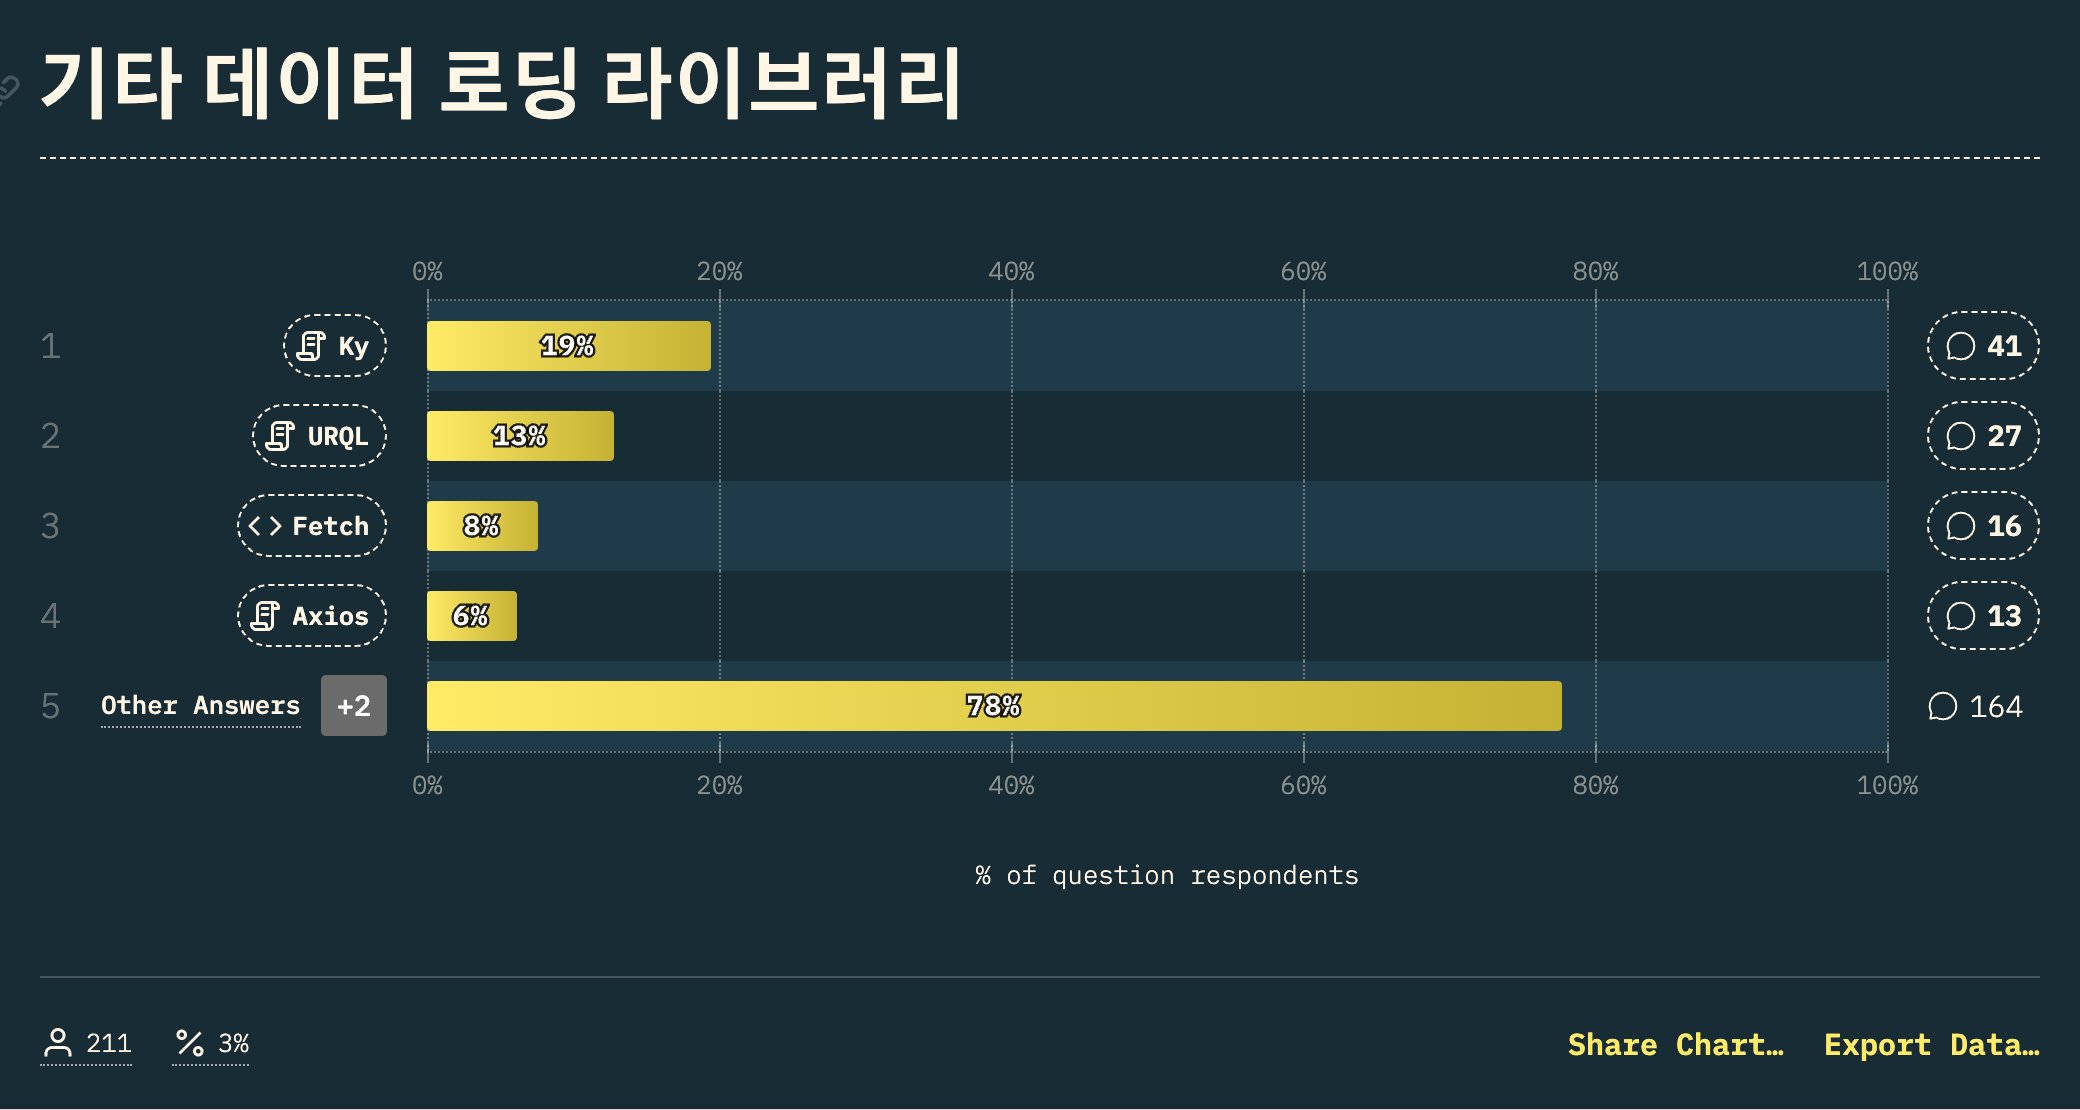 기타 데이터 로딩 라이브러리
0% 20% 40% 60% 80% 100%
1 Ky 19% 41
2 URQL 13% 27
3 Fetch 8% 16
4 Axios 6% 13
5 Other Answers +2 78% 164
0% 20% 40% 60% 80% 100%
% of question respondents
211 3% Share Chart… Export Data…